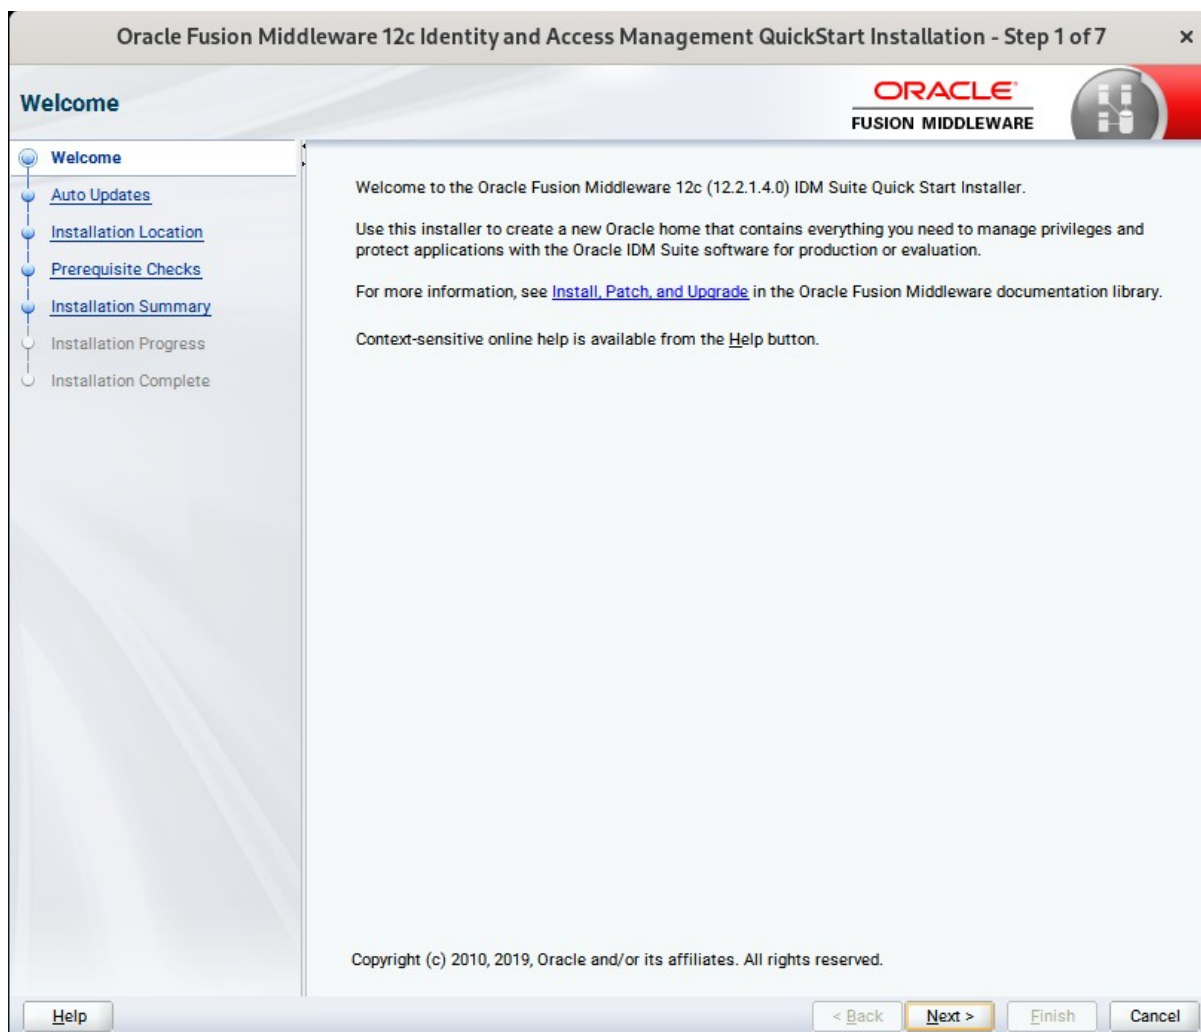 Oracle Fusion Middleware 12c Identity and Access Management QuickStart Installation - Step 1 of 7
Welcome
ORACLE
FUSION MIDDLEWARE
Welcome
Auto Updates
Installation Location
Prerequisite Checks
Installation Summary
Installation Progress
Installation Complete
Welcome to the Oracle Fusion Middleware 12c (12.2.1.4.0) IDM Suite Quick Start Installer.
Use this installer to create a new Oracle home that contains everything you need to manage privileges and
protect applications with the Oracle IDM Suite software for production or evaluation.
For more information, see Install, Patch, and Upgrade in the Oracle Fusion Middleware documentation library.
Context-sensitive online help is available from the Help button.
Copyright (c) 2010, 2019, Oracle and/or its affiliates. All rights reserved.
Help
< Back
Next >
Finish
Cancel